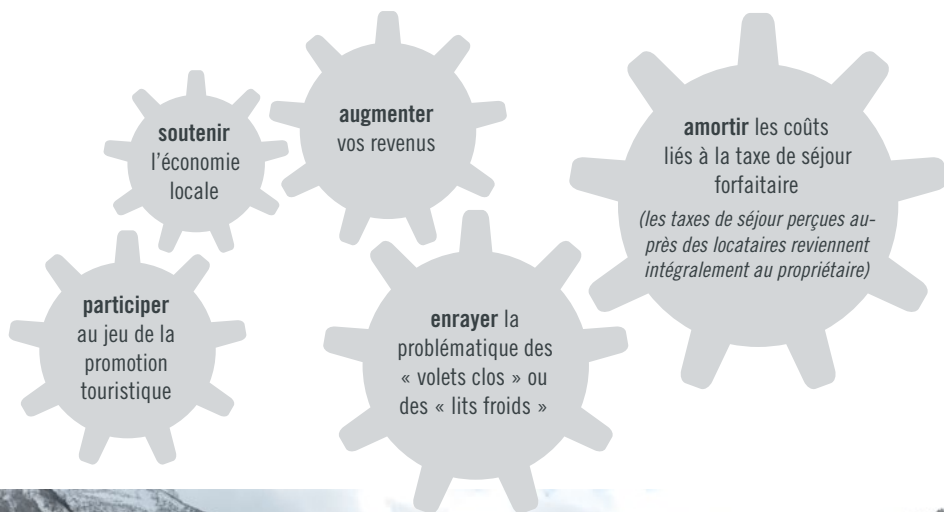 soutenir
l'économie
locale
augmenter
vos revenus
amortir les coûts
liés à la taxe de séjour
forfaitaire
(les taxes de séjour perçues au-
près des locataires reviennent
intégralement au propriétaire)
participer
au jeu de la
promotion
touristique
enrayer la
problématique des
« volets clos » ou
des « lits froids »